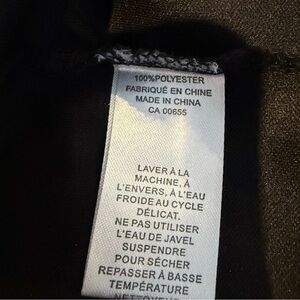 100%POLYESTER
FABRIQUÉ EN CHINE
MADE IN CHINA
CA 00655
LAVER À LA
MACHINE, À
L'ENVERS, À L'EAU
FROIDE AU CYCLE
DÉLICAT.
NE PAS UTILISER
L'EAU DE JAVEL
SUSPENDRE
POUR SÉCHER
REPASSER À BASSE
TEMPÉRATURE
NETTOYER